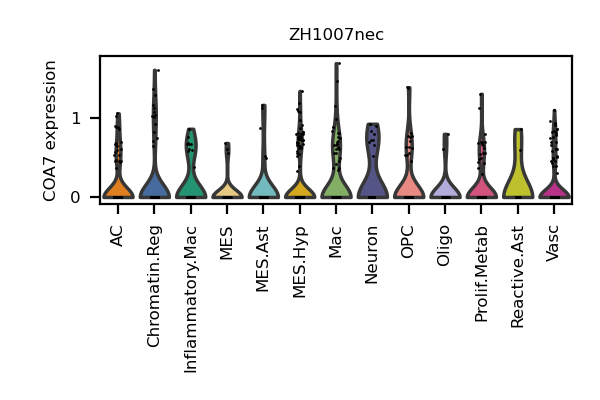 ZH1007nec
COA7 expression
1
0
AC
Chromatin.Reg
Inflammatory.Mac
MES
MES.Ast
MES.Hyp
Mac
Neuron
OPC
Oligo
Prolif.Metab
Reactive.Ast
Vasc